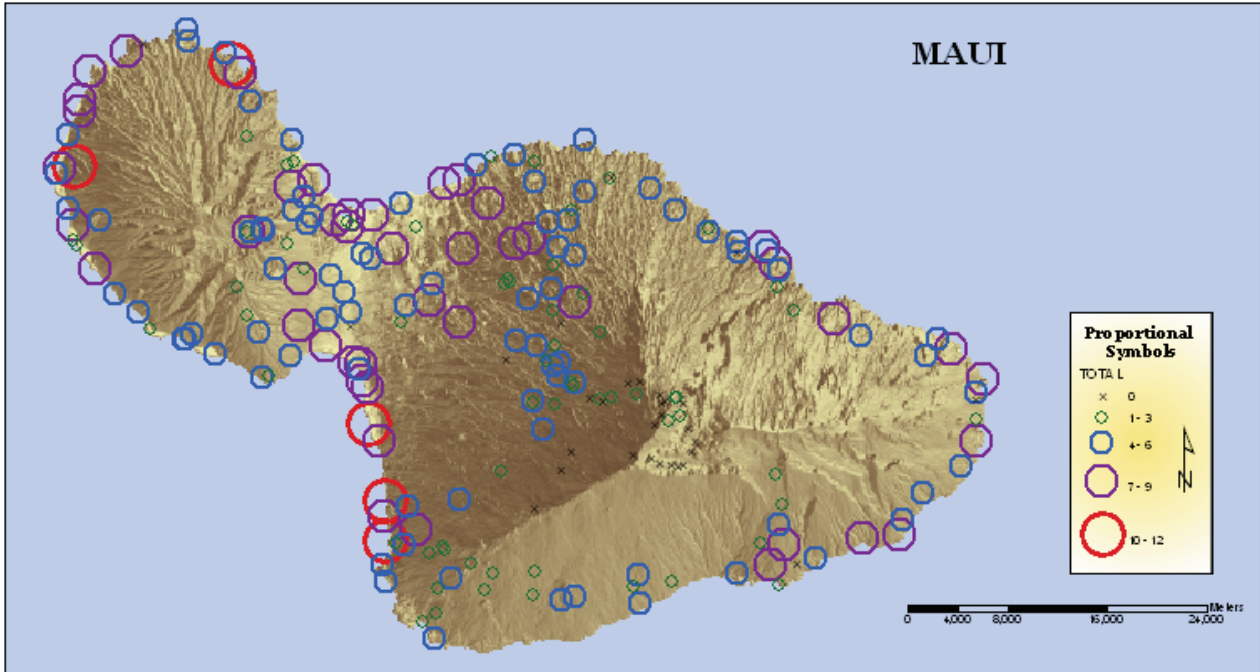 MAUI
Proportional
Symbols
TOTAL
0
1 - 3
4 - 6
7 - 9
10 - 12
N
Meters
0 4,000 8,000 16,000 24,000